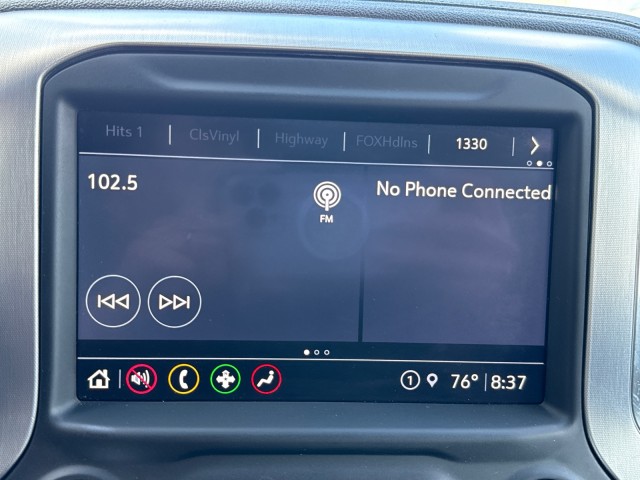 Hits 1 ClsVinyl Highway FOXHdlns 1330
102.5
FM
No Phone Connected
1 76° 8:37